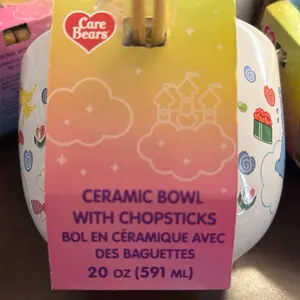 Care
Bears
CERAMIC BOWL
WITH CHOPSTICKS
BOL EN CÉRAMIQUE AVEC
DES BAGUETTES
20 OZ (591 ML)